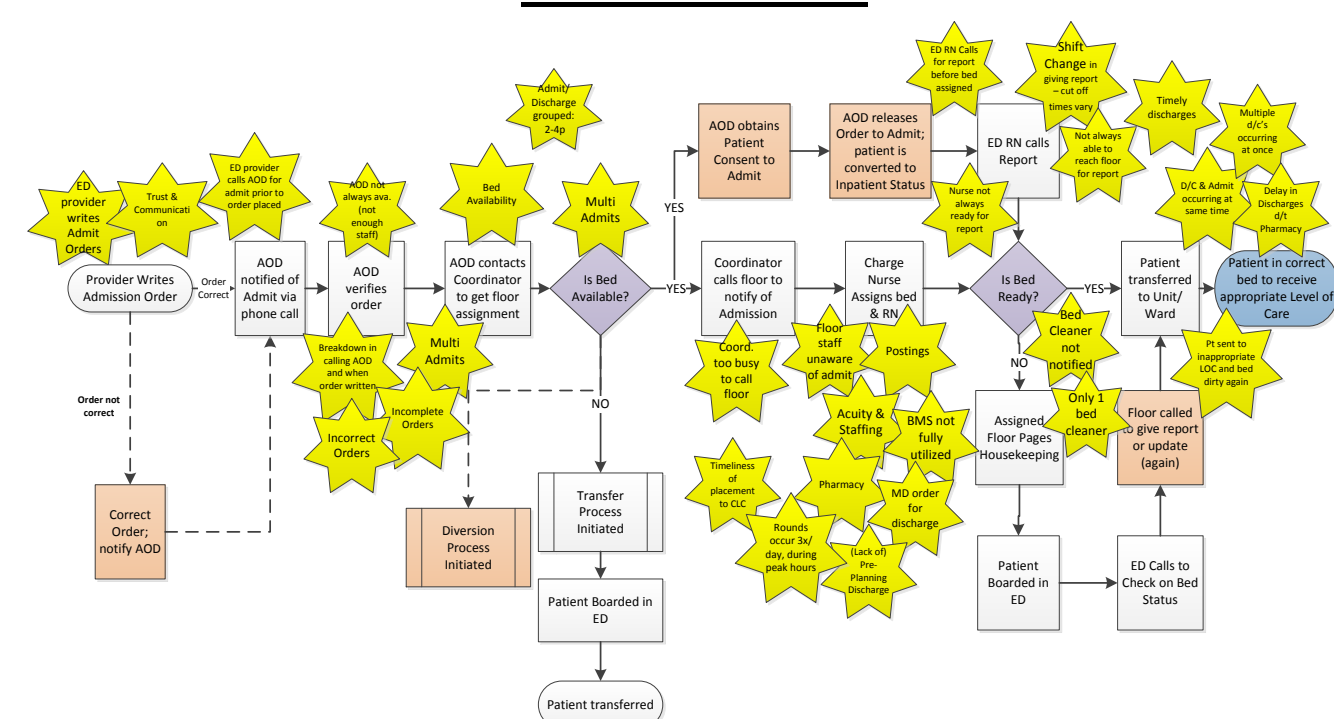 ED
provider
writes
Admit
Orders
Trust &
Communicati
on
ED provider
calls AOD for
admit prior to
order placed
AOD not
always ava.
(not
enough
staff)
Bed
Availability
Admit/
Discharge
grouped:
2-4p
Multi
Admits
Provider Writes
Admission Order
Order
Correct
AOD
notified of
Admit via
phone call
AOD
verifies
order
AOD contacts
Coordinator
to get floor
assignment
Is Bed
Available?
YES
YES
NO
Order not
correct
Correct
Order;
notify AOD
Breakdown in
calling AOD
and when
order written
Multi
Admits
Incomplete
Orders
Incorrect
Orders
Diversion
Process
Initiated
Transfer
Process
Initiated
Patient Boarded in
ED
Patient transferred
AOD obtains
Patient
Consent to
Admit
AOD releases
Order to Admit;
patient is
converted to
Inpatient Status
ED RN calls
Report
ED RN Calls
for report
before bed
assigned
Shift
Change in
giving report
– cut off
times vary
Not always
able to
reach floor
for report
Nurse not
always
ready for
report
Timely
discharges
Multiple
d/c's
occurring
at once
D/C & Admit
occurring at
same time
Delay in
Discharges
d/t
Pharmacy
Coordinator
calls floor to
notify of
Admission
Charge
Nurse
Assigns bed
& RN
Is Bed
Ready?
YES
NO
Patient
transferred
to Unit/
Ward
Patient in correct
bed to receive
appropriate Level of
Care
Coord.
too busy
to call
floor
Floor
staff
unaware
of admit
Postings
Acuity &
Staffing
BMS not
fully
utilized
Timeliness
of
placement
to CLC
Pharmacy
MD order
for
discharge
Rounds
occur 3x/
day, during
peak hours
(Lack of)
Pre-
Planning
Discharge
Bed
Cleaner
not
notified
Only 1
bed
cleaner
Pt sent to
inappropriate
LOC and bed
dirty again
Assigned
Floor Pages
Housekeeping
Floor called
to give report
or update
(again)
Patient
Boarded in
ED
ED Calls to
Check on Bed
Status